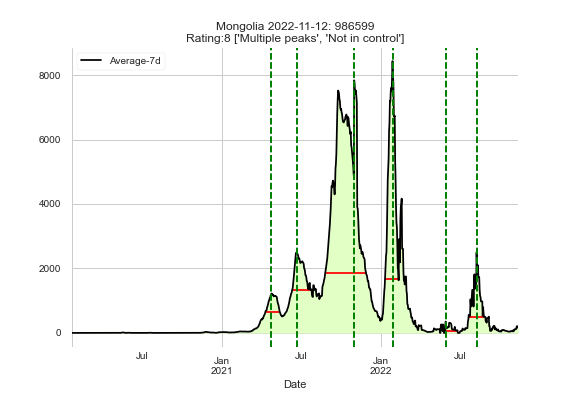 Mongolia 2022-11-12: 986599
Rating:8 ['Multiple peaks', 'Not in control']
Average-7d
8000
6000
4000
2000
0
Jul
Jan
2021
Jul
Jan
2022
Jul
Date